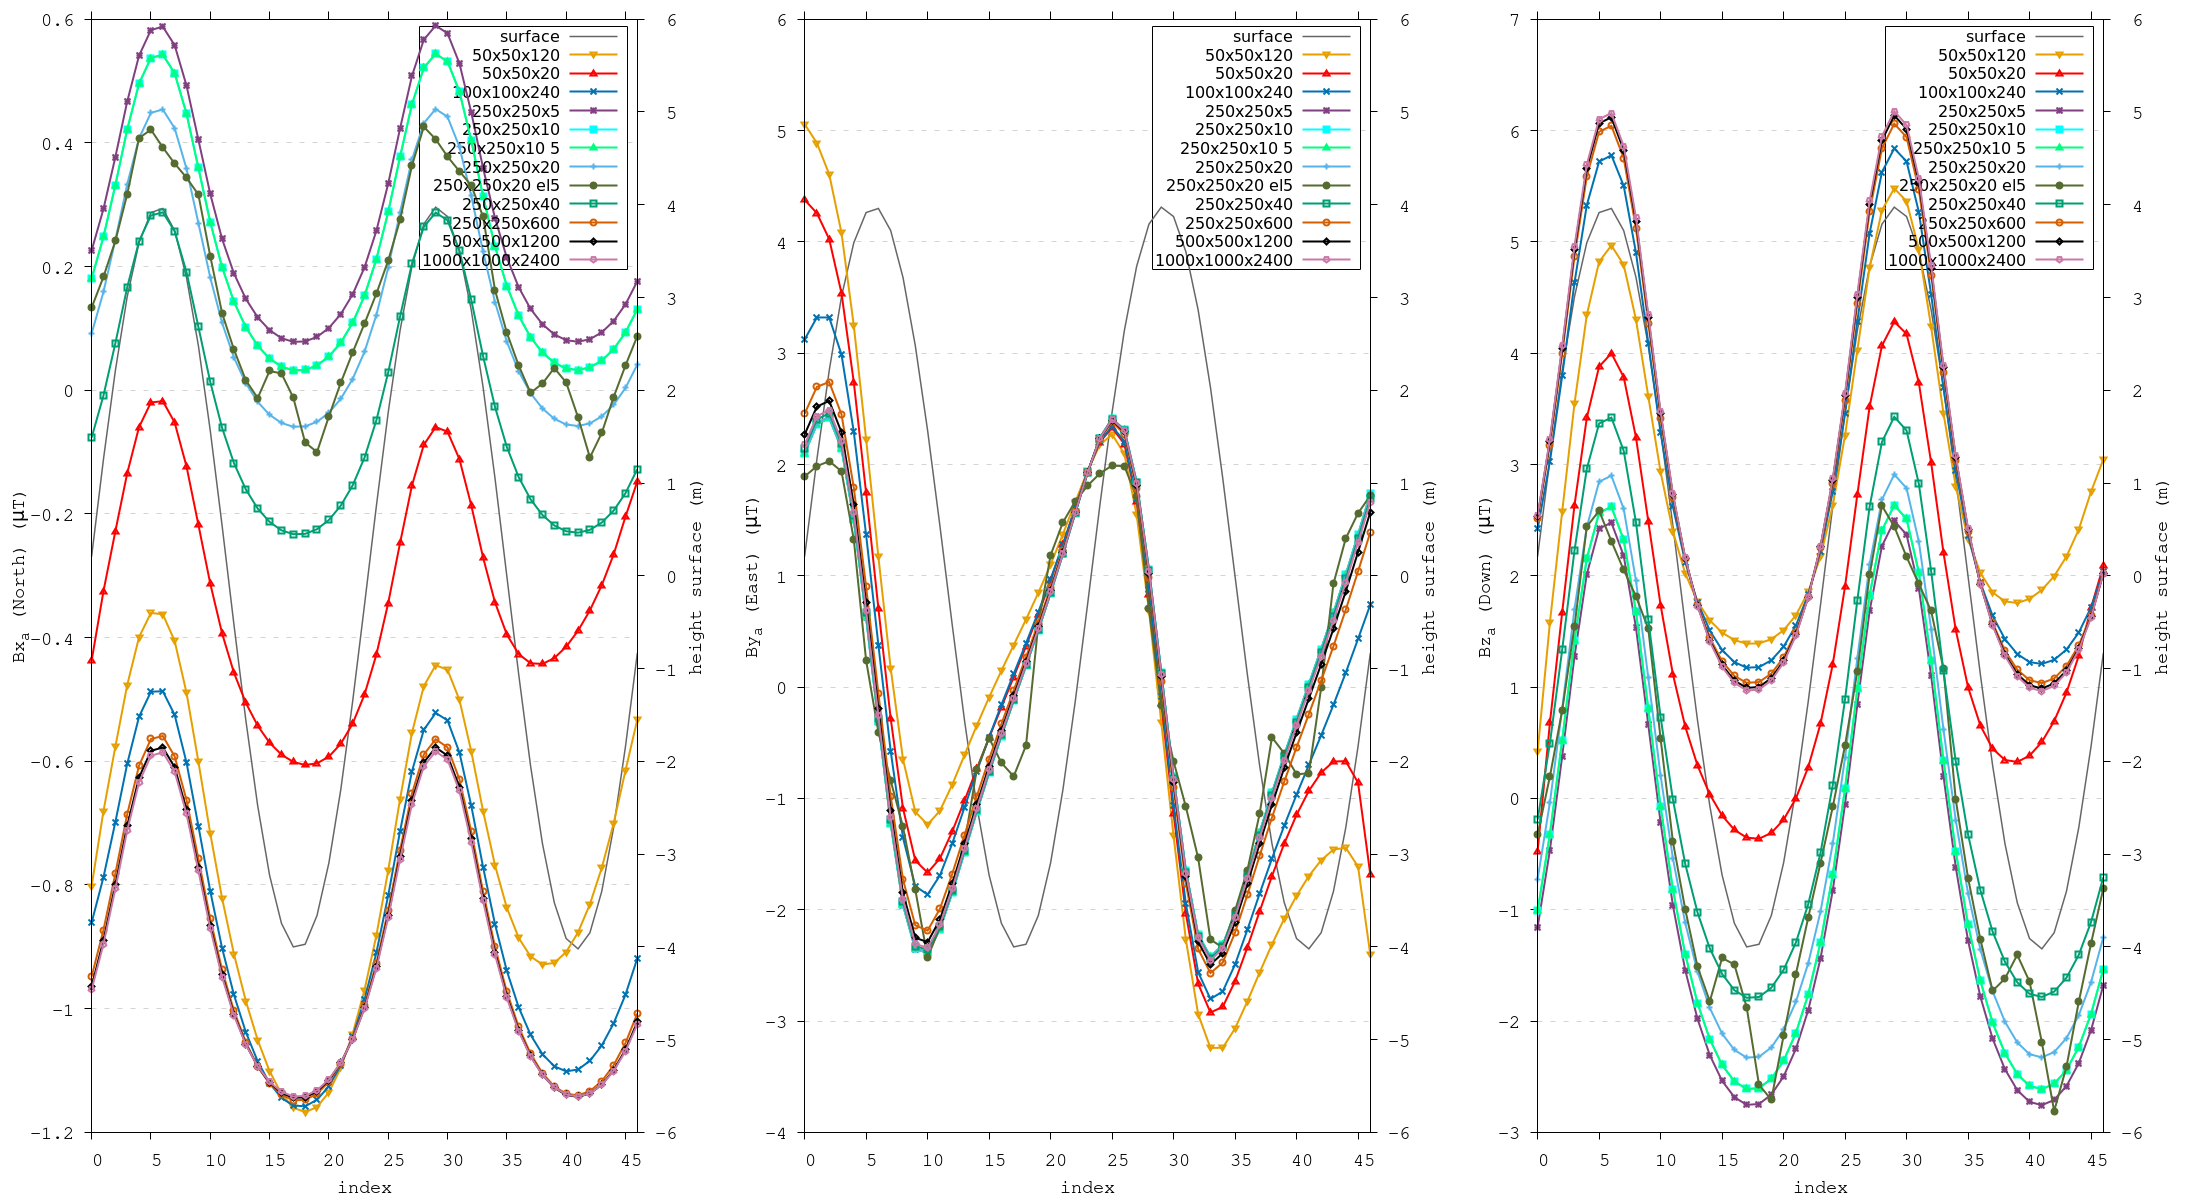 0.6
0.4
0.2
0
-0.2
-0.4
-0.6
-0.8
-1
-1.2
6
5
4
3
2
1
0
-1
-2
-3
-4
-5
-6
0 5 10 15 20 25 30 35 40 45
index
Bxa (North) (μT)
height surface (m)
surface
50x50x120
50x50x20
100x100x240
250x250x5
250x250x10
250x250x10 5
250x250x20
250x250x20 el5
250x250x40
250x250x600
500x500x1200
1000x1000x2400
6
5
4
3
2
1
0
-1
-2
-3
-4
6
5
4
3
2
1
0
-1
-2
-3
-4
-5
-6
0 5 10 15 20 25 30 35 40 45
index
Bya (East) (μT)
height surface (m)
surface
50x50x120
50x50x20
100x100x240
250x250x5
250x250x10
250x250x10 5
250x250x20
250x250x20 el5
250x250x40
250x250x600
500x500x1200
1000x1000x2400
7
6
5
4
3
2
1
0
-1
-2
-3
6
5
4
3
2
1
0
-1
-2
-3
-4
-5
-6
0 5 10 15 20 25 30 35 40 45
index
Bza (Down) (μT)
height surface (m)
surface
50x50x120
50x50x20
100x100x240
250x250x5
250x250x10
250x250x10 5
250x250x20
250x250x20 el5
250x250x40
250x250x600
500x500x1200
1000x1000x2400